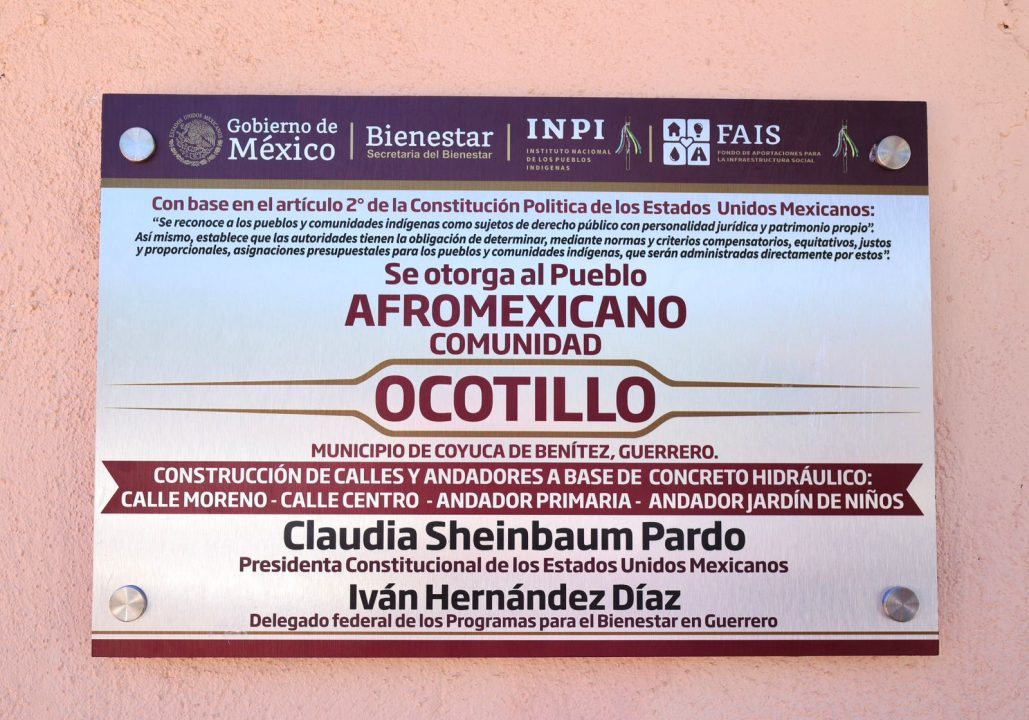 ESTADOS UNIDOS MEXICANOS
Gobierno de
México
Bienestar
Secretaría del Bienestar
INPI
INSTITUTO NACIONAL
DE LOS PUEBLOS
INDIGENAS
FAIS
FONDO DE APORTACIONES PARA
LA INFRAESTRUCTURA SOCIAL
Con base en el artículo 2° de la Constitución Politica de los Estados Unidos Mexicanos:
“Se reconoce a los pueblos y comunidades indígenas como sujetos de derecho público con personalidad jurídica y patrimonio propio”.
Así mismo, establece que las autoridades tienen la obligación de determinar, mediante normas y criterios compensatorios, equitativos, justos
y proporcionales, asignaciones presupuestales para los pueblos y comunidades indígenas, que serán administradas directamente por estos”.
Se otorga al Pueblo
AFROMEXICANO
COMUNIDAD
OCOTILLO
MUNICIPIO DE COYUCA DE BENÍTEZ, GUERRERO.
CONSTRUCCIÓN DE CALLES Y ANDADORES A BASE DE CONCRETO HIDRÁULICO:
CALLE MORENO - CALLE CENTRO - ANDADOR PRIMARIA - ANDADOR JARDÍN DE NIÑOS
Claudia Sheinbaum Pardo
Presidenta Constitucional de los Estados Unidos Mexicanos
Iván Hernández Díaz
Delegado federal de los Programas para el Bienestar en Guerrero